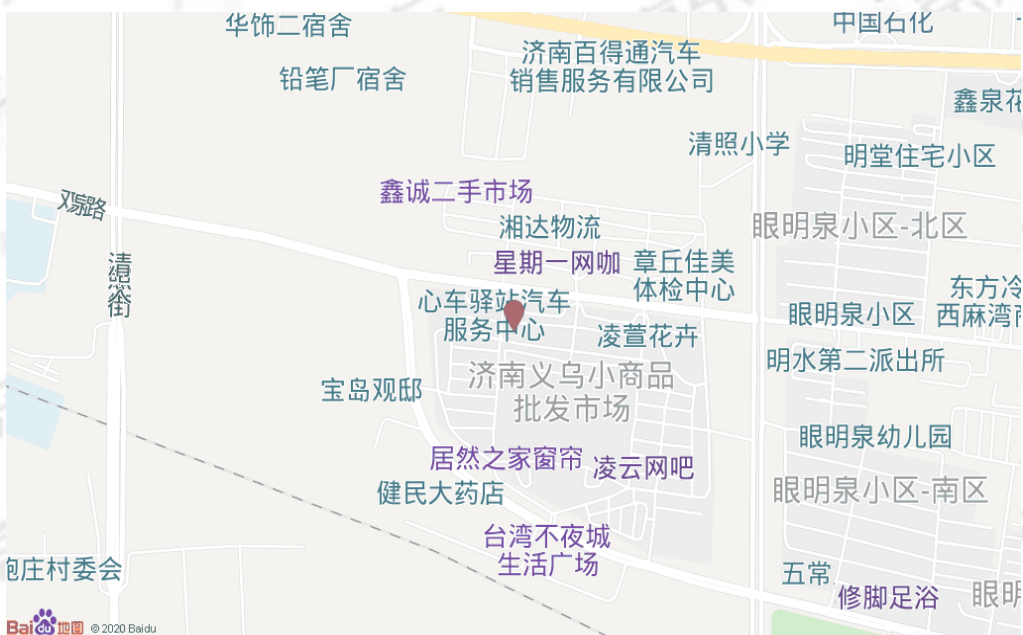 华饰二宿舍
中国石化
济南百得通汽车
销售服务有限公司
铅笔厂宿舍
鑫泉花
清照小学
明堂住宅小区
鑫诚二手市场
双泉路
湘达物流
眼明泉小区-北区
星期一网咖
章丘佳美
体检中心
清照街
心车驿站汽车
服务中心
东方冷
西麻湾商
眼明泉小区
凌萱花卉
明水第二派出所
济南义乌小商品
批发市场
宝岛观邸
眼明泉幼儿园
居然之家窗帘
凌云网吧
健民大药店
眼明泉小区-南区
台湾不夜城
生活广场
庄村委会
五常
修脚足浴
眼明
Bai du 地图
© 2020 Baidu